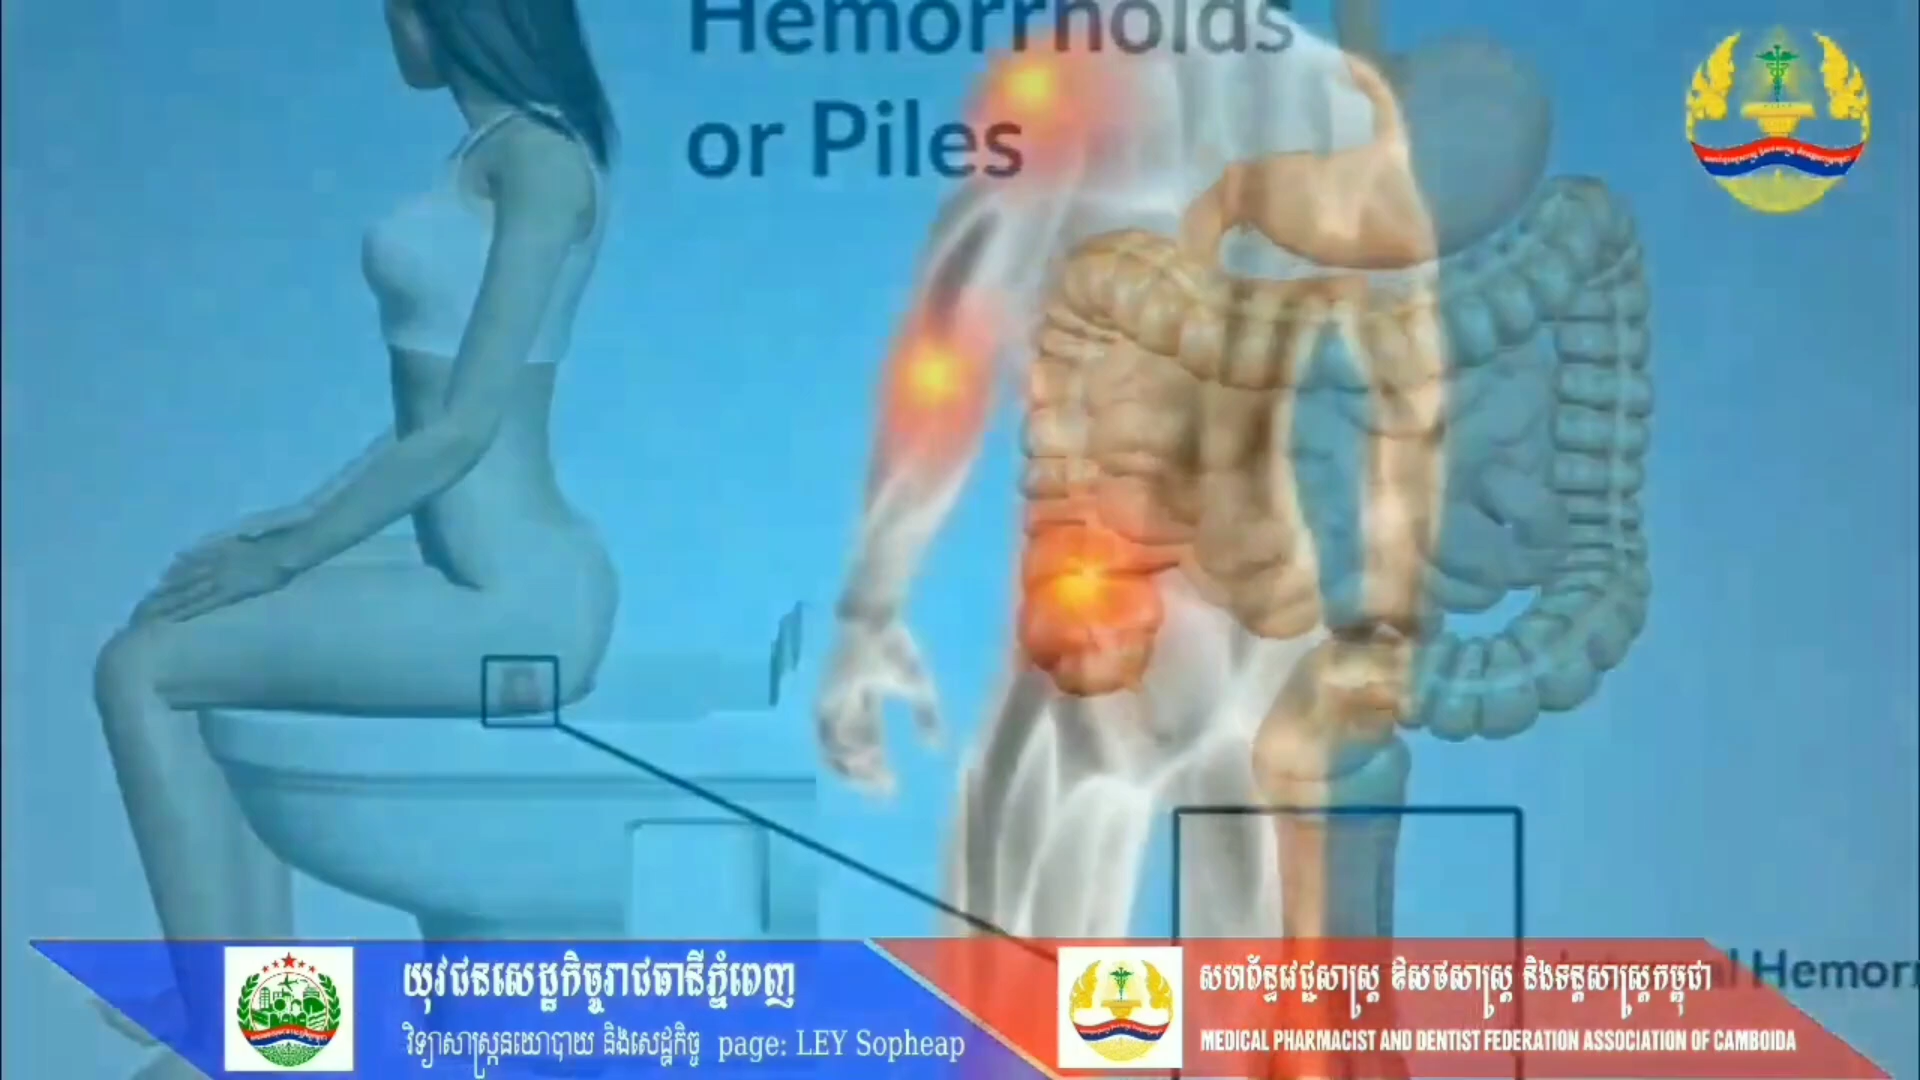 Hemorrhoids
or Piles
Hemorr
យុវជនសេដ្ឋកិច្ចរាជធានីភ្នំពេញ
វិទ្យាសាស្ត្រនយោបាយ និងសេដ្ឋកិច្ច page: LEY Sopheap
សហព័ន្ធវេជ្ជសាស្ត្រ ឱសថសាស្ត្រ និងទន្តសាស្ត្រកម្ពុជា
MEDICAL PHARMACIST AND DENTIST FEDERATION ASSOCIATION OF CAMBOIDA